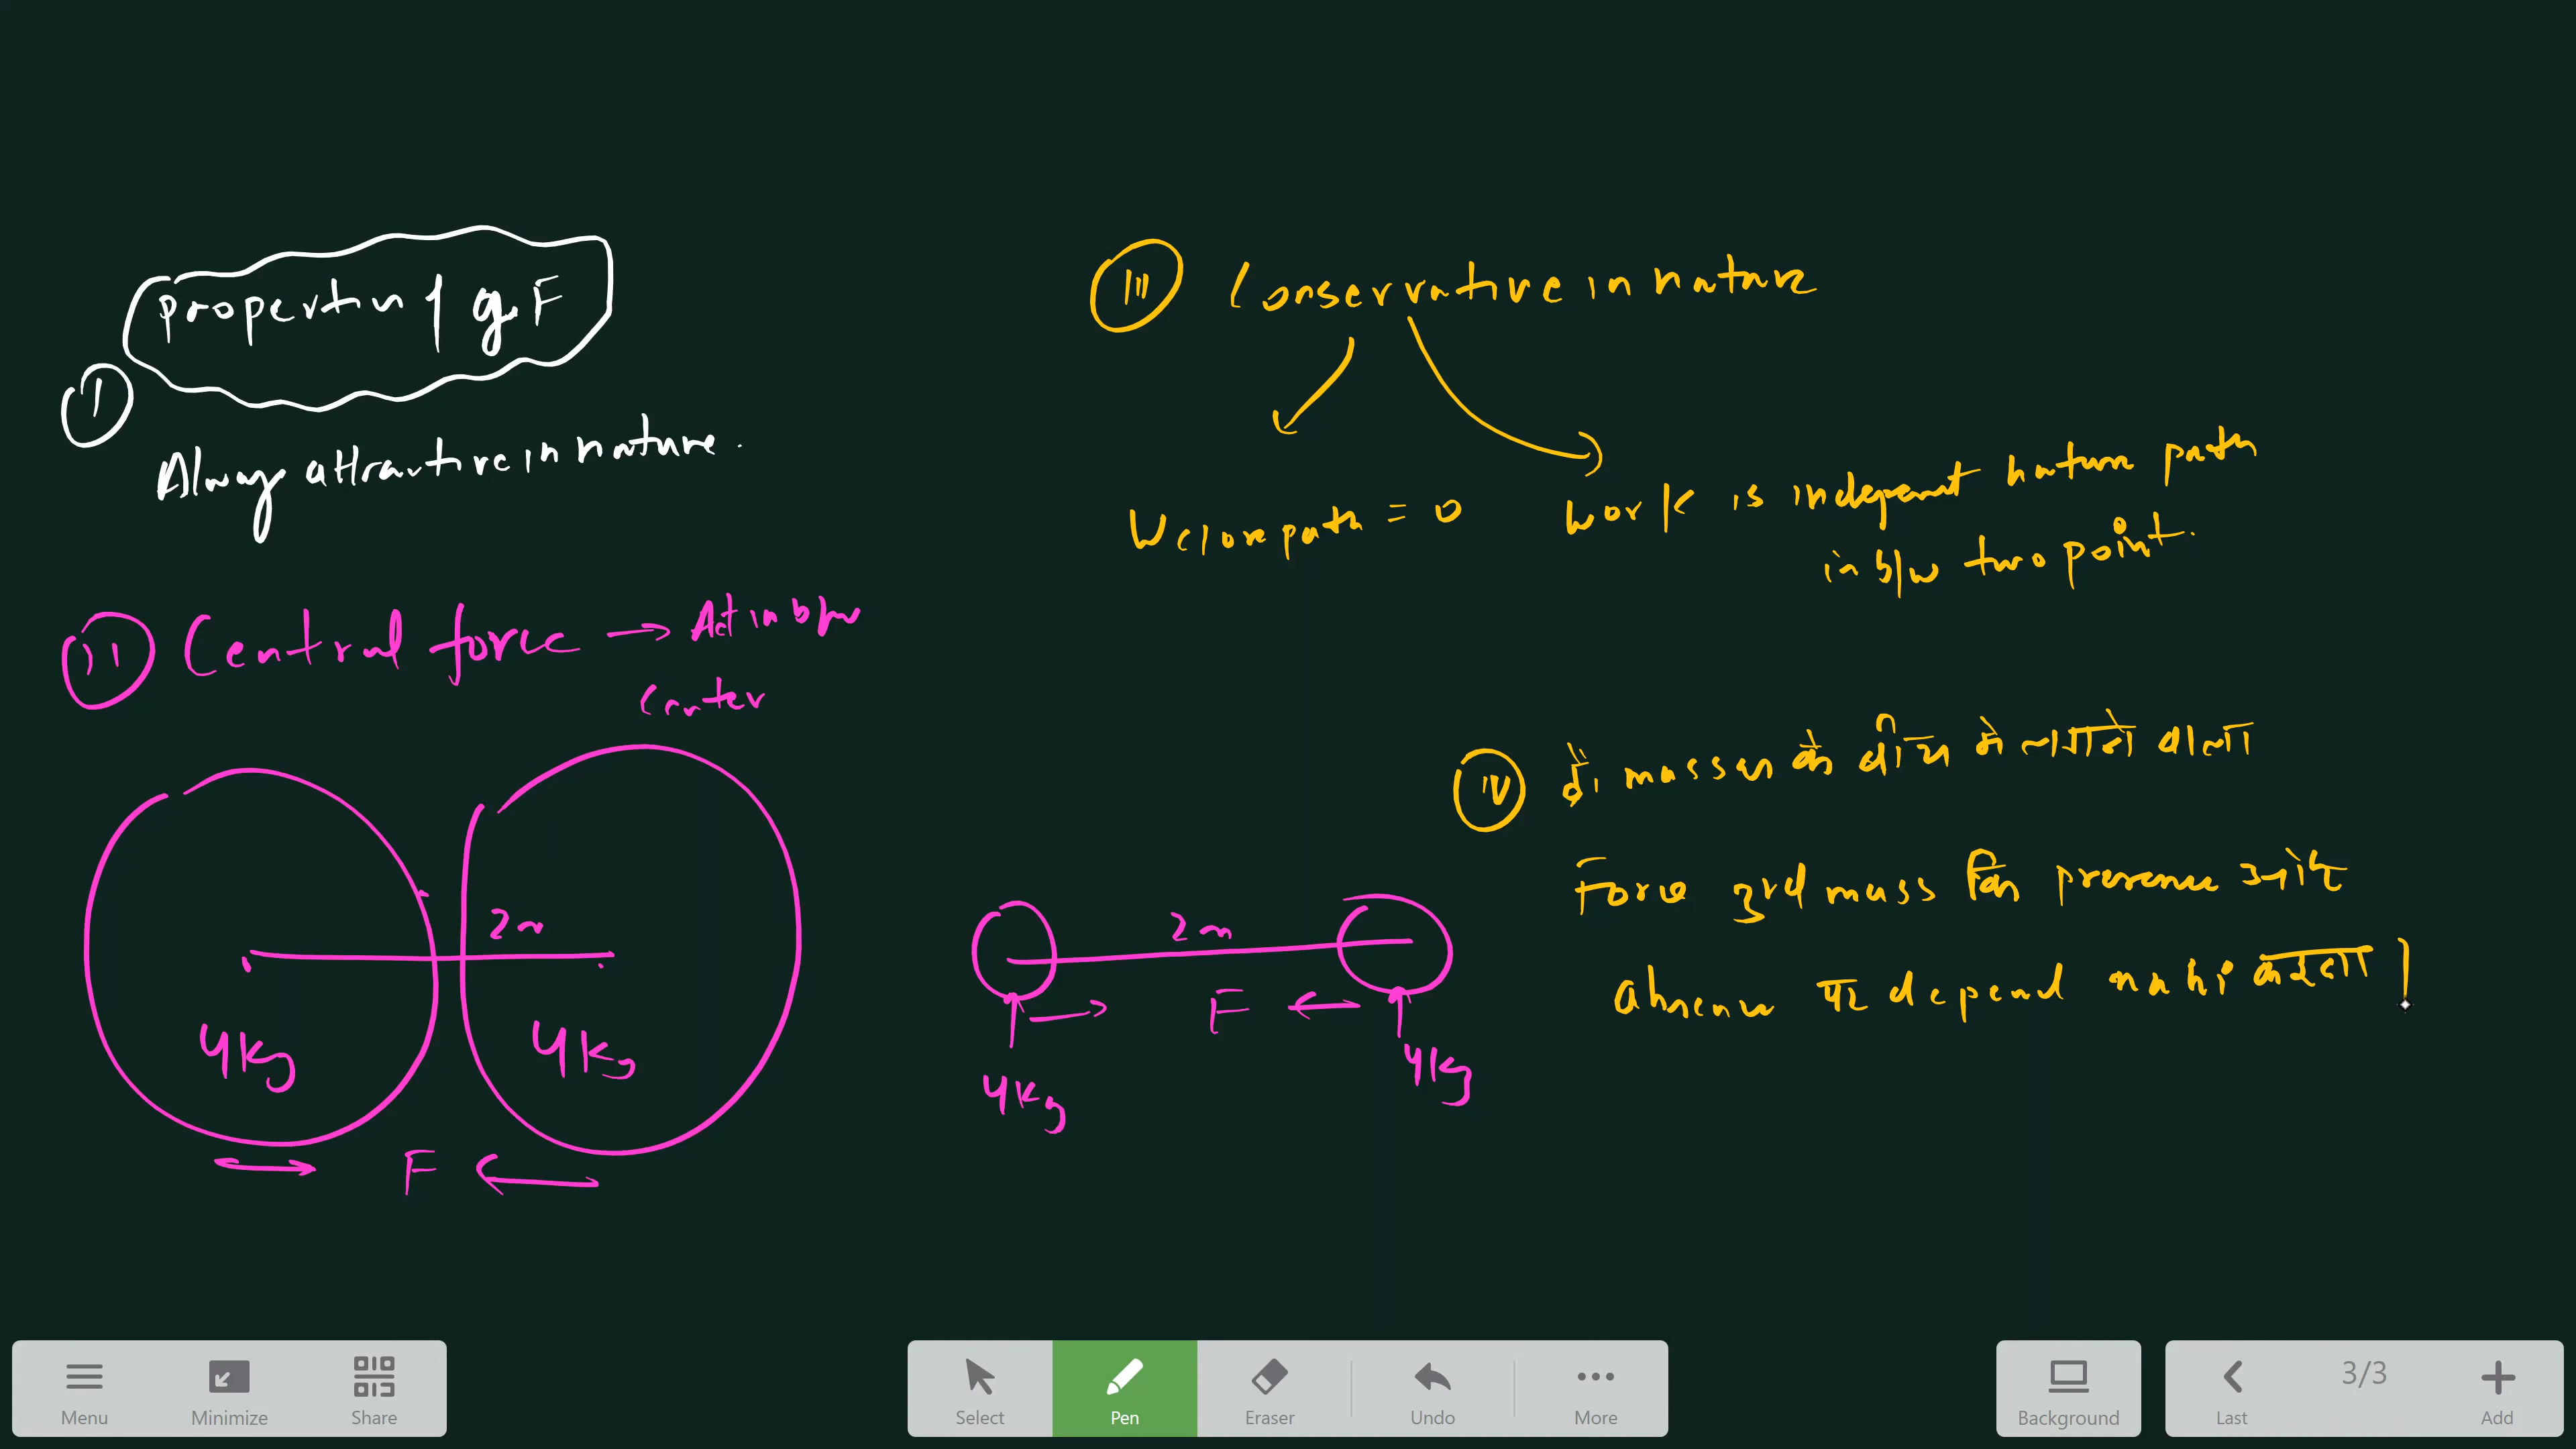 properties of g.F
I
Always attractive in nature.
II Central force → Act in b/w
Center
2m
4kg
4kg
F
III Conservative in nature
W close path = 0
work is independent nature path
in b/w two point.
2m
F
4kg
4kg
IV दो masses के बीच में लगने वाला
Force 3rd mass कि presence और
absence पर depend nahi करता |
Menu
Minimize
Share
Select
Pen
Eraser
Undo
More
Background
3/3
Last
Add